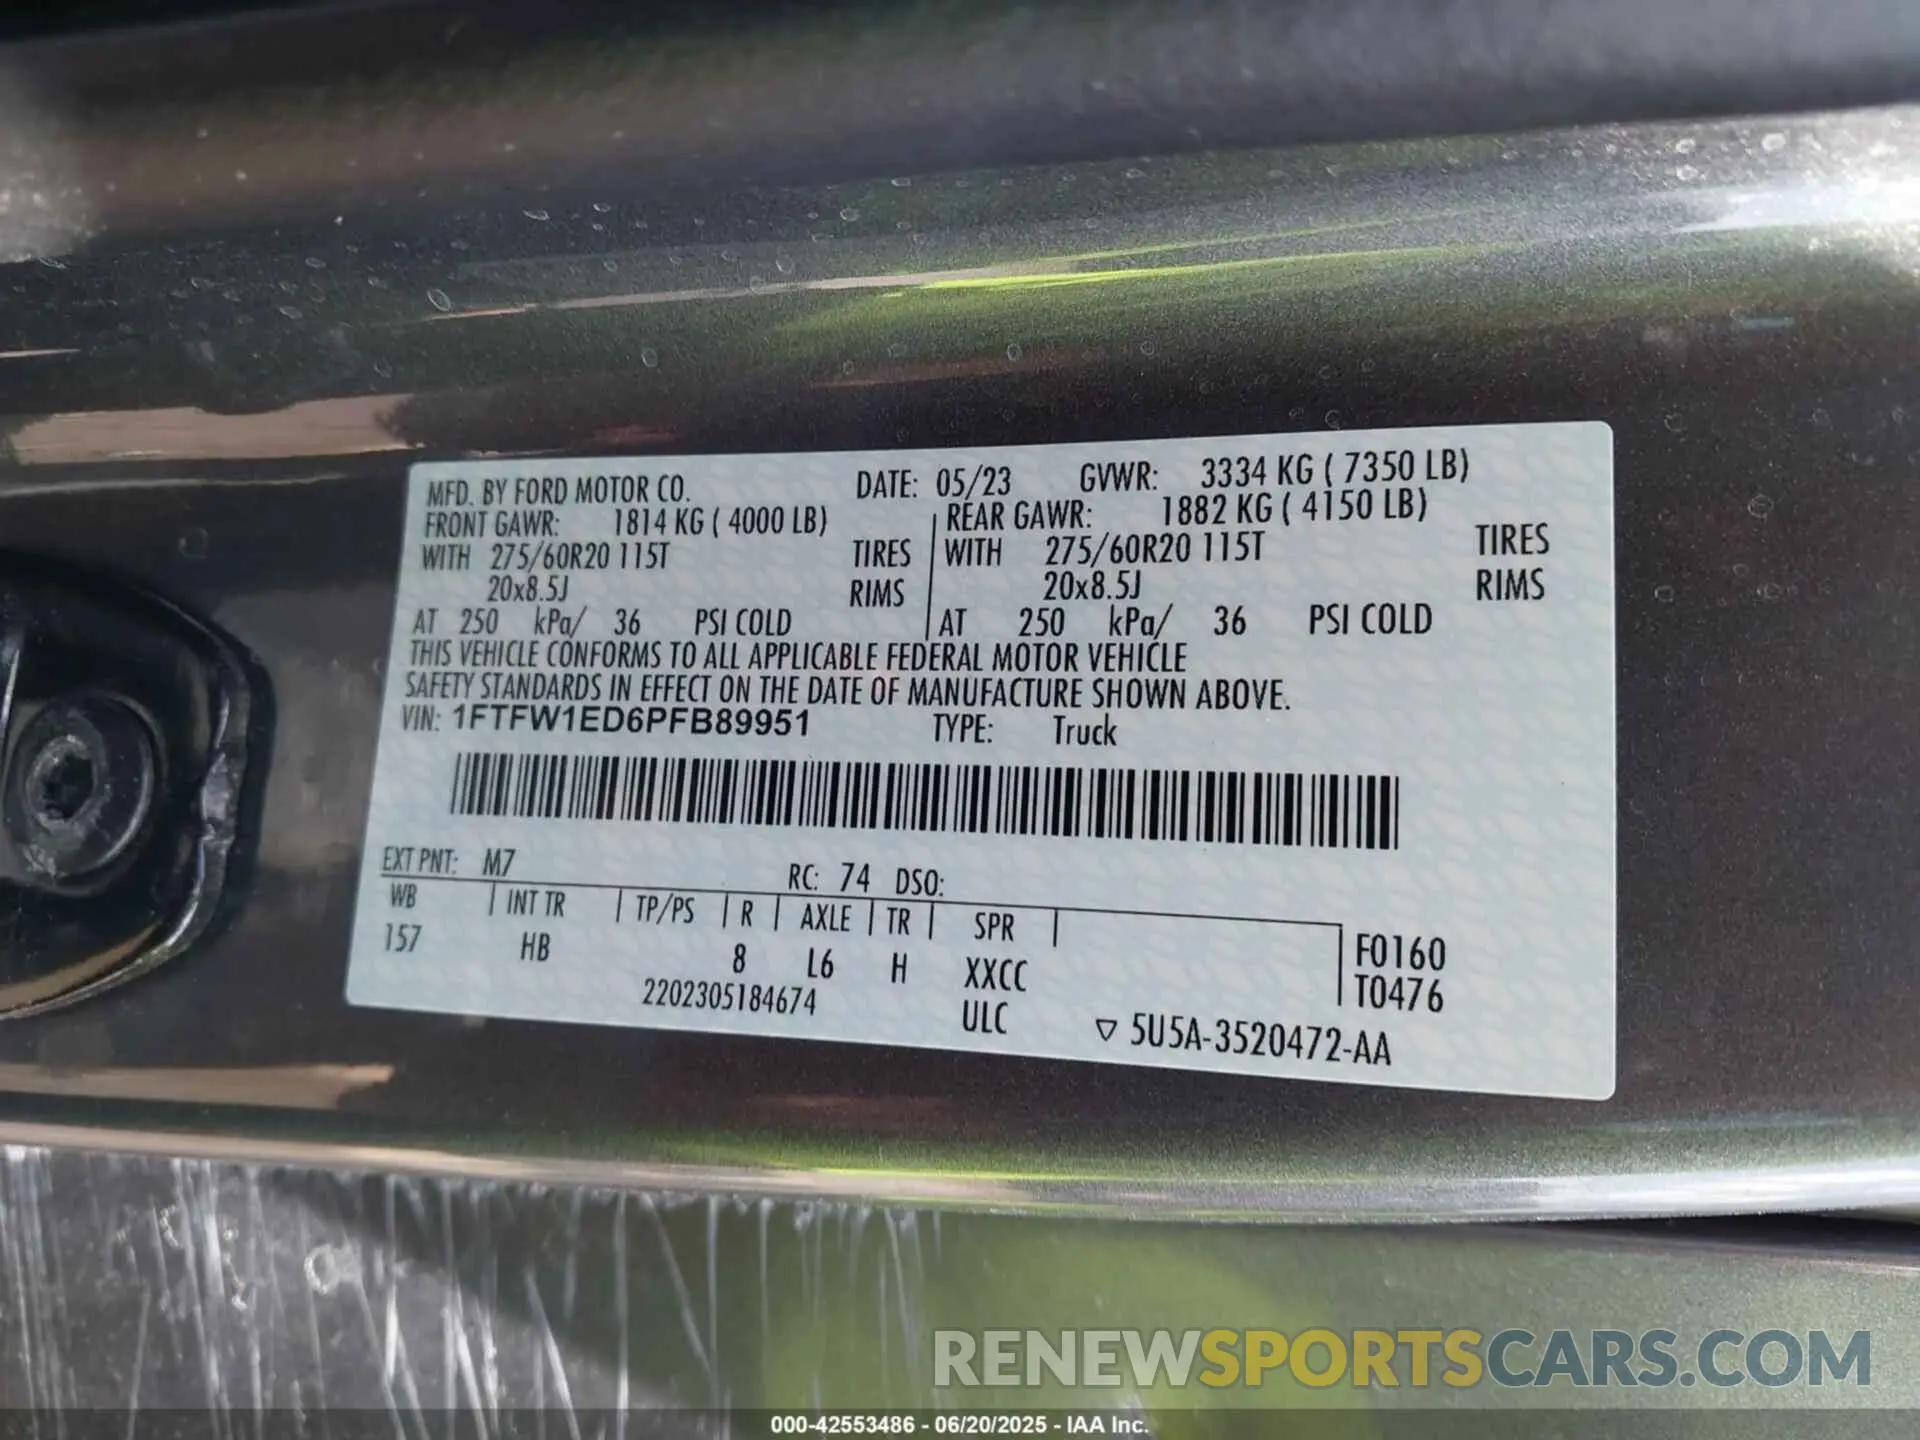 MFD. BY FORD MOTOR CO. DATE: 05/23 GVWR: 3334 KG ( 7350 LB)
FRONT GAWR: 1814 KG ( 4000 LB) REAR GAWR: 1882 KG ( 4150 LB)
WITH 275/60R20 115T TIRES WITH 275/60R20 115T TIRES
20x8.5J RIMS 20x8.5J RIMS
AT 250 kPa/ 36 PSI COLD AT 250 kPa/ 36 PSI COLD
THIS VEHICLE CONFORMS TO ALL APPLICABLE FEDERAL MOTOR VEHICLE
SAFETY STANDARDS IN EFFECT ON THE DATE OF MANUFACTURE SHOWN ABOVE.
VIN: 1FTFW1ED6PFB89951 TYPE: Truck
EXT PNT: M7 RC: 74 DSO:
WB INT TR TP/PS R AXLE TR SPR
157 HB 8 L6 H XXCC F0160
2202305184674 ULC T0476
▽ 5U5A-3520472-AA
RENEWSPORTSCARS.COM
000-42553486 - 06/20/2025 - IAA Inc.